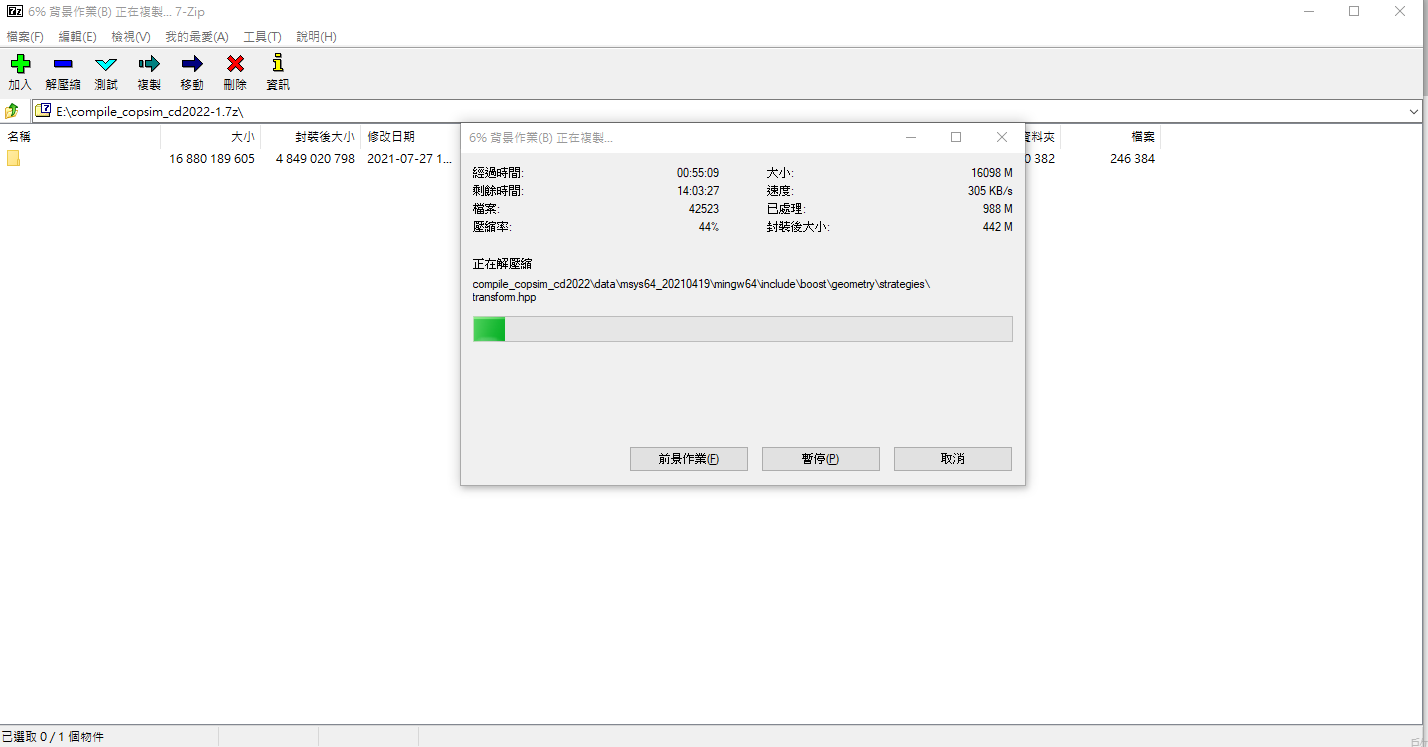 6% 背景作業(B) 正在複製... 7-Zip
檔案(F) 編輯(E) 檢視(V) 我的最愛(A) 工具(T) 說明(H)
加入 解壓縮 測試 複製 移動 刪除 資訊
E:\compile_copsim_cd2022-1.7z\
名稱 大小 封裝後大小 修改日期 資料夾 檔案
16 880 189 605 4 849 020 798 2021-07-27 1... 0 382 246 384
6% 背景作業(B) 正在複製...
經過時間: 00:55:09 大小: 16098 M
剩餘時間: 14:03:27 速度: 305 KB/s
檔案: 42523 已處理: 988 M
壓縮率: 44% 封裝後大小: 442 M
正在解壓縮
compile_copsim_cd2022\data\msys64_20210419\mingw64\include\boost\geometry\strategies\
transform.hpp
前景作業(F) 暫停(P) 取消
已選取 0 / 1 個物件